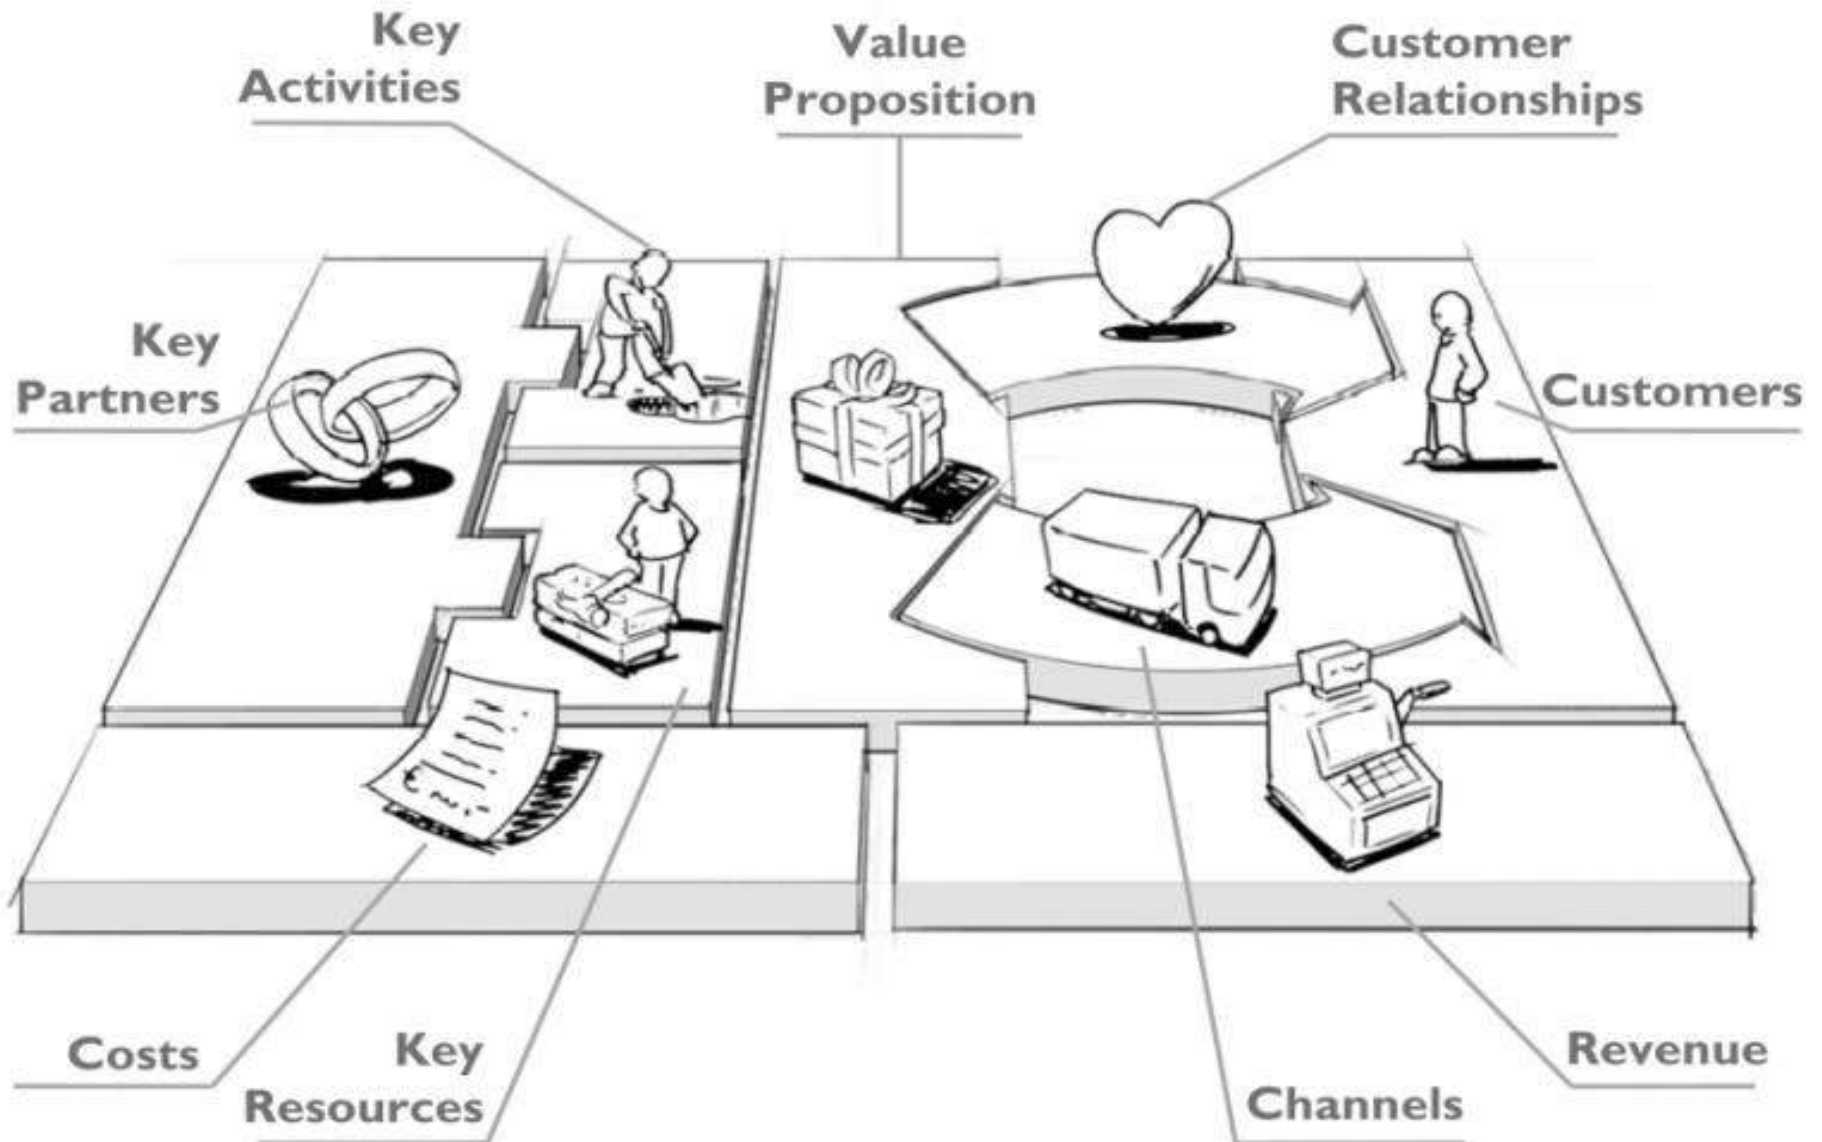 Key
Activities
Value
Proposition
Customer
Relationships
Key
Partners
Customers
Costs
Key
Resources
Channels
Revenue